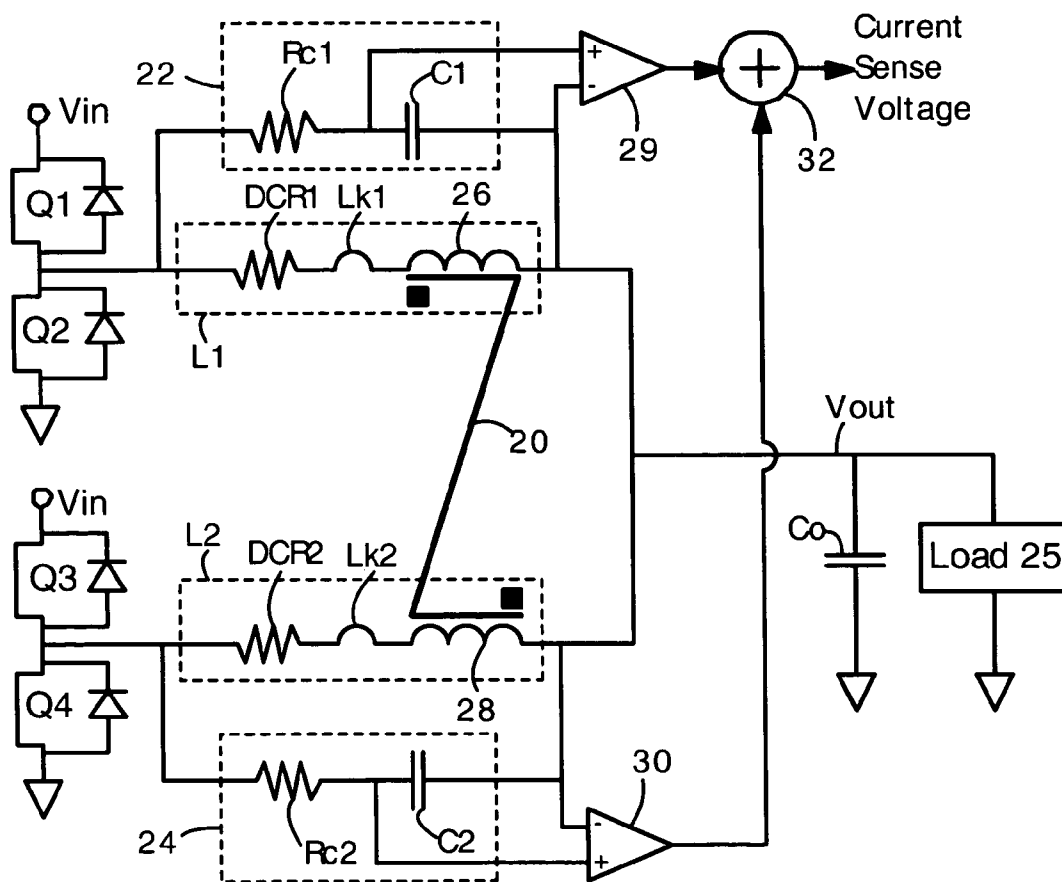 Current
Sense
Voltage
Rc1
22
C1
+
-
29
+
32
Vin
Q1
DCR1
Lk1
26
Q2
L1
20
Vout
Vin
L2
DCR2
Lk2
Q3
Co
Load 25
Q4
28
30
24
Rc2
C2
-
+